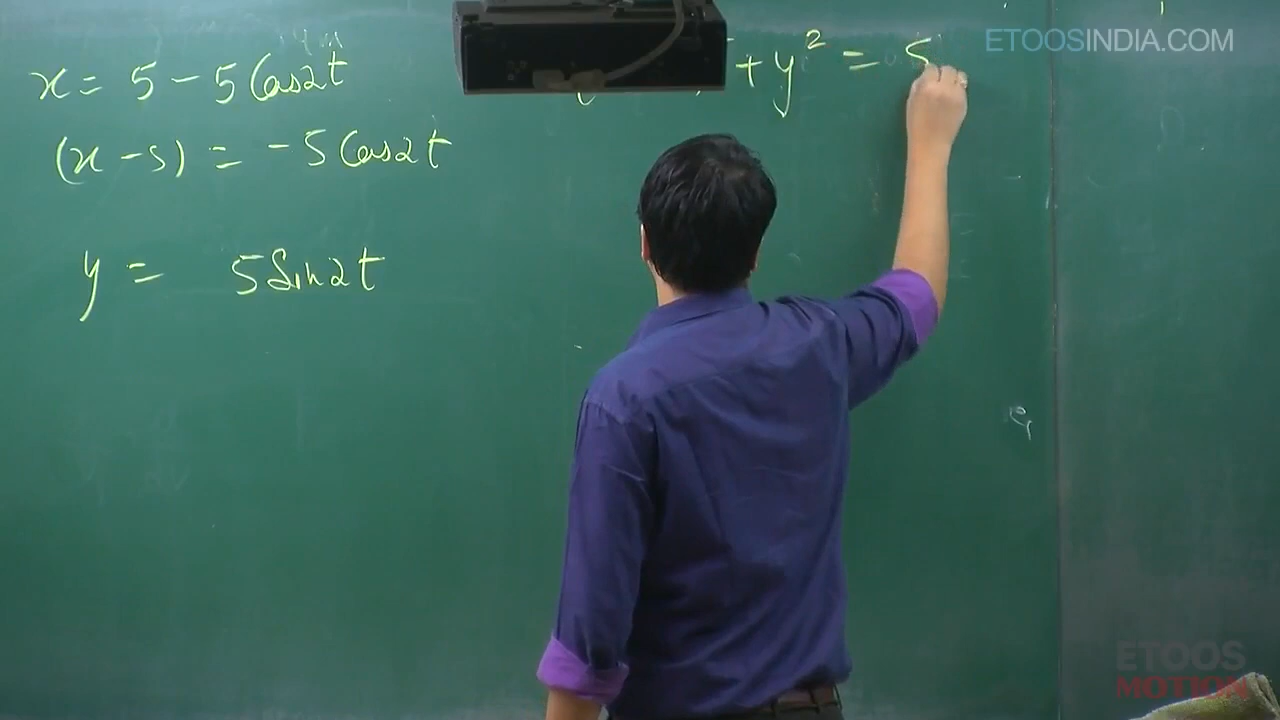 x = 5 - 5 Cos2t
(x - 5) = -5 Cos2t
y = 5 Sin2t
+ y² = 5
ETOOSINDIA.COM
ETOOS
MOTION